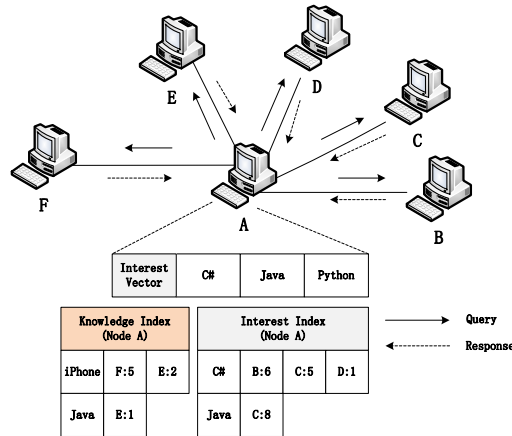 E
D
C
F
A
B
Interest
Vector
C#
Java
Python
Knowledge Index
(Node A)
Interest Index
(Node A)
Query
Response
iPhone
F:5
E:2
C#
B:6
C:5
D:1
Java
E:1
Java
C:8